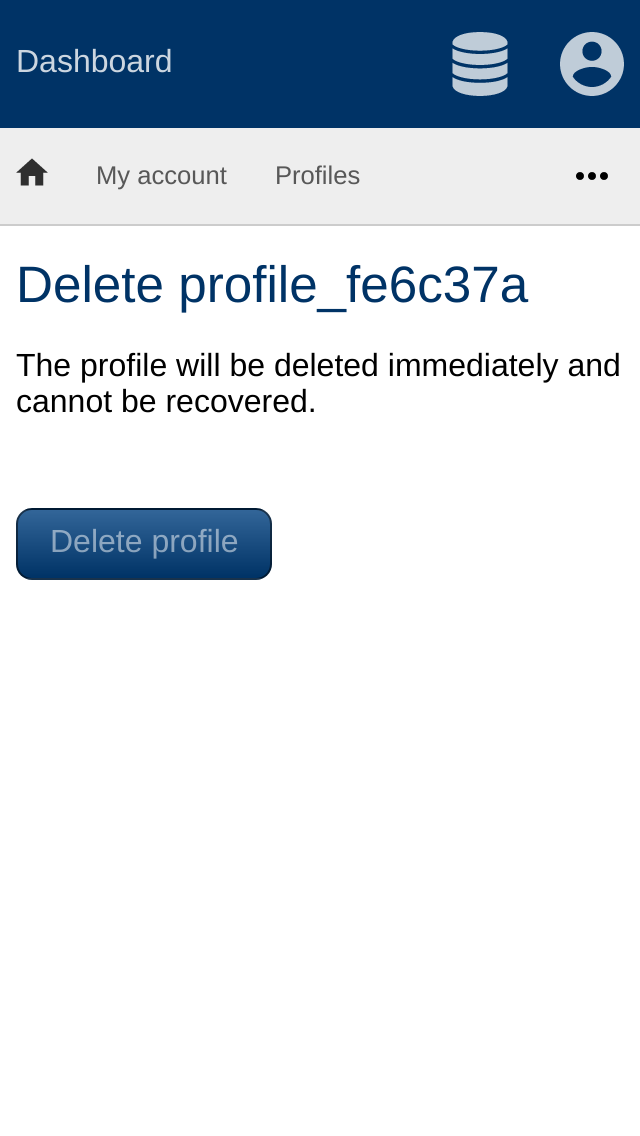 Dashboard
My account Profiles
Delete profile_fe6c37a
The profile will be deleted immediately and
cannot be recovered.
Delete profile